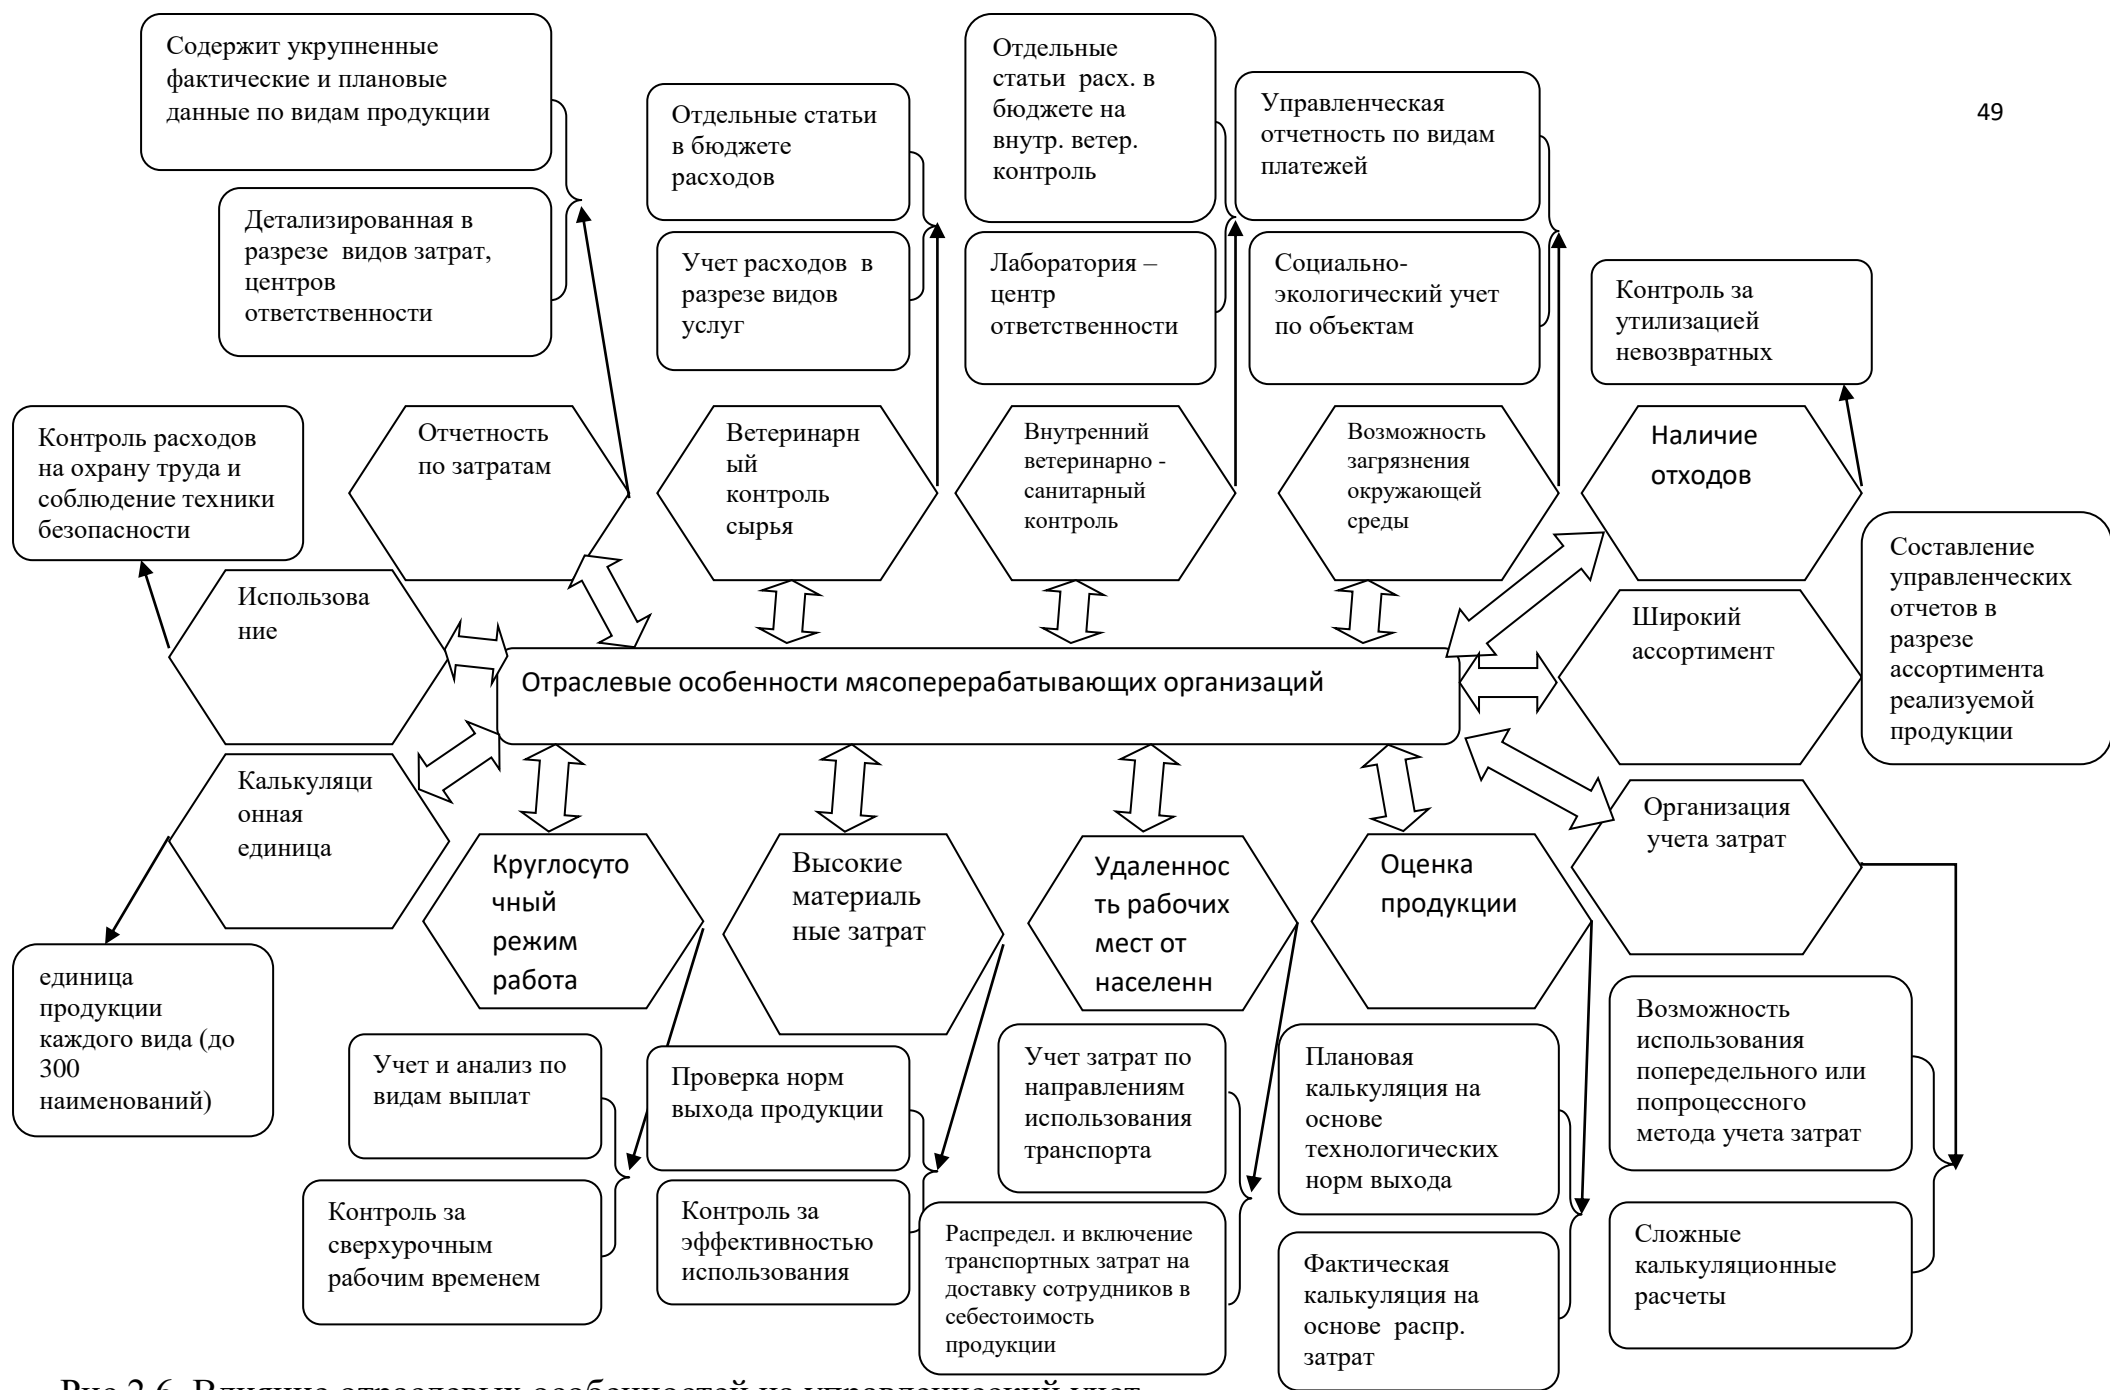 49
Содержит укрупненные
фактические и плановые
данные по видам продукции
Детализированная в
разрезе видов затрат,
центров
ответственности
Отдельные статьи
в бюджете
расходов
Учет расходов в
разрезе видов
услуг
Отдельные
статьи расх. в
бюджете на
внутр. ветер.
контроль
Лаборатория –
центр
ответственности
Управленческая
отчетность по видам
платежей
Социально-
экологический учет
по объектам
Контроль за
утилизацией
невозвратных
Контроль расходов
на охрану труда и
соблюдение техники
безопасности
Отчетность
по затратам
Ветеринарн
ый
контроль
сырья
Внутренний
ветеринарно -
санитарный
контроль
Возможность
загрязнения
окружающей
среды
Наличие
отходов
Составление
управленческих
отчетов в
разрезе
ассортимента
реализуемой
продукции
Использова
ние
Широкий
ассортимент
Отраслевые особенности мясоперерабатывающих организаций
Калькуляци
онная
единица
Организация
учета затрат
Круглосуто
чный
режим
работа
Высокие
материаль
ные затрат
Удаленнос
ть рабочих
мест от
населенн
Оценка
продукции
единица
продукции
каждого вида (до
300
наименований)
Учет и анализ по
видам выплат
Контроль за
сверхурочным
рабочим временем
Проверка норм
выхода продукции
Контроль за
эффективностью
использования
Учет затрат по
направлениям
использования
транспорта
Распредел. и включение
транспортных затрат на
доставку сотрудников в
себестоимость
продукции
Плановая
калькуляция на
основе
технологических
норм выхода
Фактическая
калькуляция на
основе распр.
затрат
Возможность
использования
попередельного или
попроцессного
метода учета затрат
Сложные
калькуляционные
расчеты
Рис 2.6. Влияние отраслевых особенностей на управленческий учет